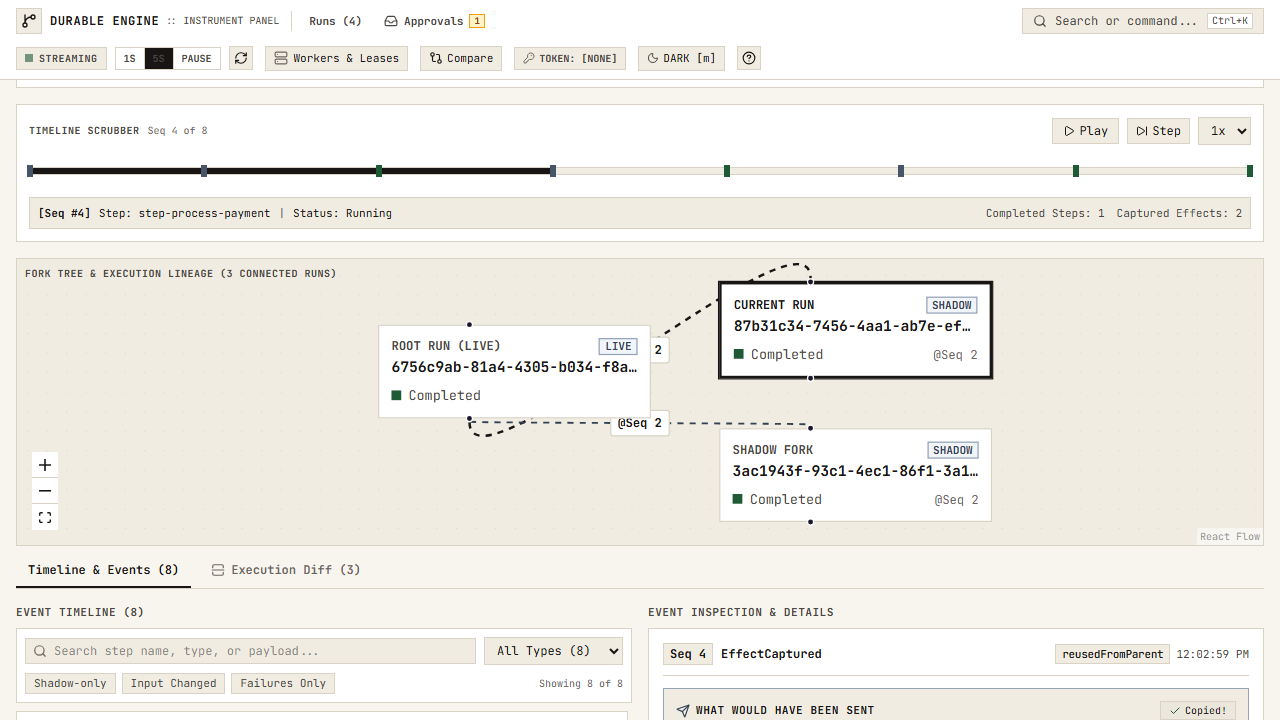 DURABLE ENGINE :: INSTRUMENT PANEL Runs (4) Approvals 1 Search or command... Ctrl+K
STREAMING 1S 5S PAUSE Workers & Leases Compare TOKEN: [NONE] DARK [m]
TIMELINE SCRUBBER Seq 4 of 8 Play Step 1x
[Seq #4] Step: step-process-payment | Status: Running Completed Steps: 1 Captured Effects: 2
FORK TREE & EXECUTION LINEAGE (3 CONNECTED RUNS)
CURRENT RUN SHADOW
87b31c34-7456-4aa1-ab7e-ef…
Completed @Seq 2
ROOT RUN (LIVE) LIVE
6756c9ab-81a4-4305-b034-f8a…
Completed
2
@Seq 2
SHADOW FORK SHADOW
3ac1943f-93c1-4ec1-86f1-3a1…
Completed @Seq 2
React Flow
Timeline & Events (8) Execution Diff (3)
EVENT TIMELINE (8)
Search step name, type, or payload... All Types (8)
Shadow-only Input Changed Failures Only Showing 8 of 8
EVENT INSPECTION & DETAILS
Seq 4 EffectCaptured reusedFromParent 12:02:59 PM
WHAT WOULD HAVE BEEN SENT Copied!